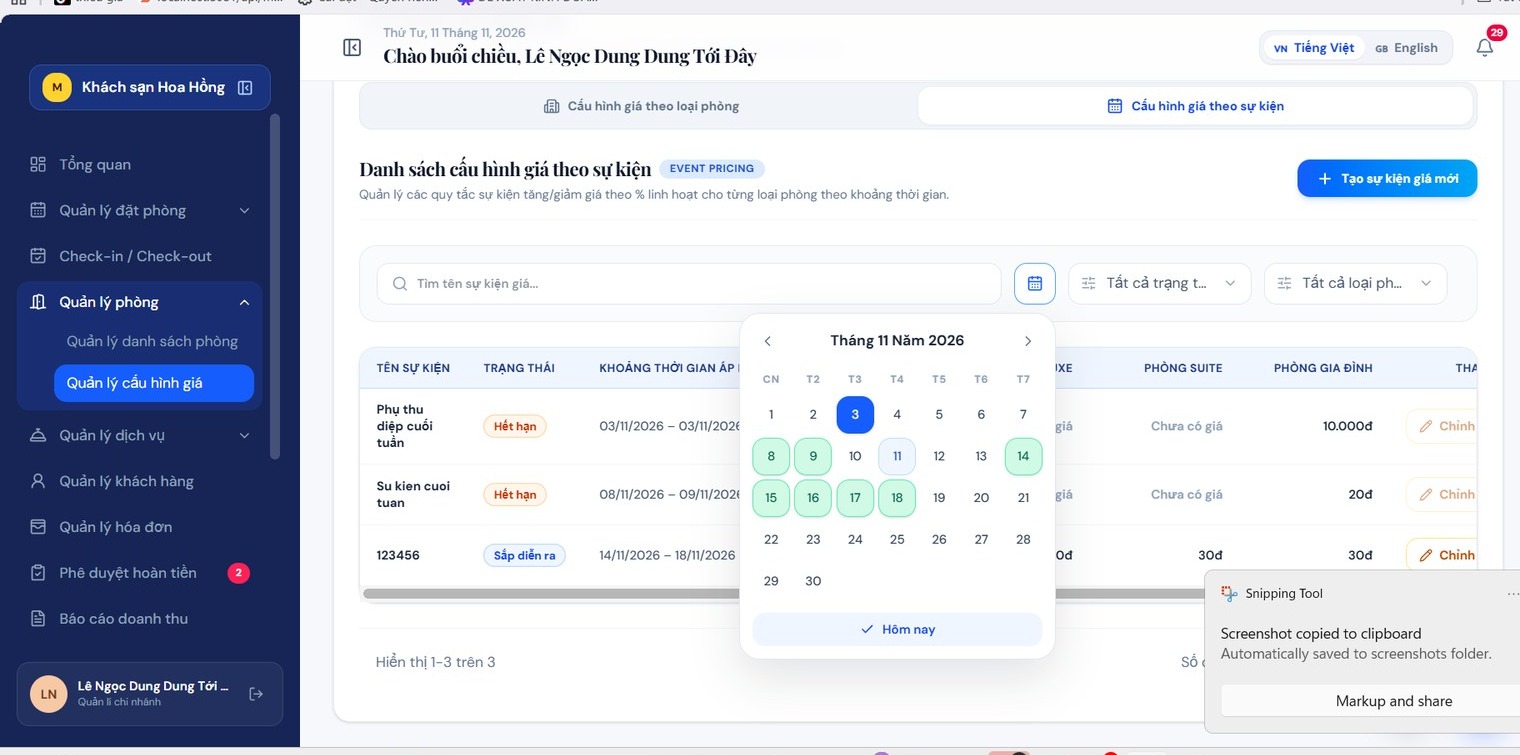 Thứ Tư, 11 Tháng 11, 2026
Chào buổi chiều, Lê Ngọc Dung Dung Tới Đây
VN Tiếng Việt
GB English
29
M
Khách sạn Hoa Hồng
Tổng quan
Quản lý đặt phòng
Check-in / Check-out
Quản lý phòng
Quản lý danh sách phòng
Quản lý cấu hình giá
Quản lý dịch vụ
Quản lý khách hàng
Quản lý hóa đơn
Phê duyệt hoàn tiền
2
Báo cáo doanh thu
LN
Lê Ngọc Dung Dung Tới ...
Quản lí chi nhánh
Cấu hình giá theo loại phòng
Cấu hình giá theo sự kiện
Danh sách cấu hình giá theo sự kiện
EVENT PRICING
Quản lý các quy tắc sự kiện tăng/giảm giá theo % linh hoạt cho từng loại phòng theo khoảng thời gian.
Tạo sự kiện giá mới
Tìm tên sự kiện giá...
Tất cả trạng t...
Tất cả loại ph...
TÊN SỰ KIỆN
TRẠNG THÁI
KHOẢNG THỜI GIAN ÁP
PHÒNG SUITE
PHÒNG GIA ĐÌNH
Phụ thu
diệp cuối
tuần
Hết hạn
03/11/2026 – 03/11/2026
giá
Chưa có giá
10.000đ
Chỉnh
Su kien cuoi
tuan
Hết hạn
08/11/2026 – 09/11/2026
giá
Chưa có giá
20đ
Chỉnh
123456
Sắp diễn ra
14/11/2026 – 18/11/2026
0đ
30đ
30đ
Chỉnh
Tháng 11 Năm 2026
CN T2 T3 T4 T5 T6 T7
1 2 3 4 5 6 7
8 9 10 11 12 13 14
15 16 17 18 19 20 21
22 23 24 25 26 27 28
29 30
Hôm nay
Hiển thị 1-3 trên 3
Snipping Tool
...
Screenshot copied to clipboard
Automatically saved to screenshots folder.
Markup and share